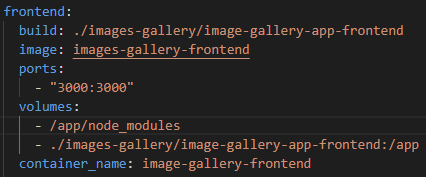 frontend:
  build: ./images-gallery/image-gallery-app-frontend
  image: images-gallery-frontend
  ports:
    - "3000:3000"
  volumes:
    - /app/node_modules
    - ./images-gallery/image-gallery-app-frontend:/app
  container_name: image-gallery-frontend